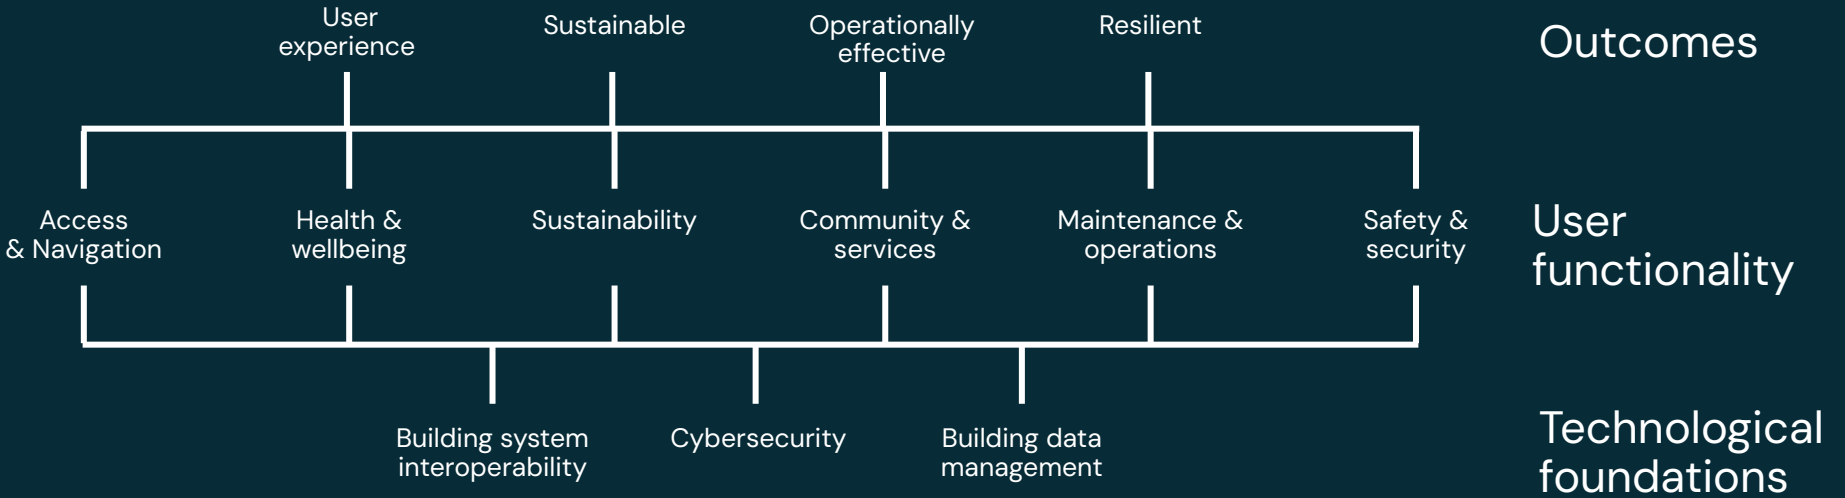 User
experience
Sustainable
Operationally
effective
Resilient
Outcomes
Access
& Navigation
Health &
wellbeing
Sustainability
Community &
services
Maintenance &
operations
Safety &
security
User
functionality
Building system
interoperability
Cybersecurity
Building data
management
Technological
foundations